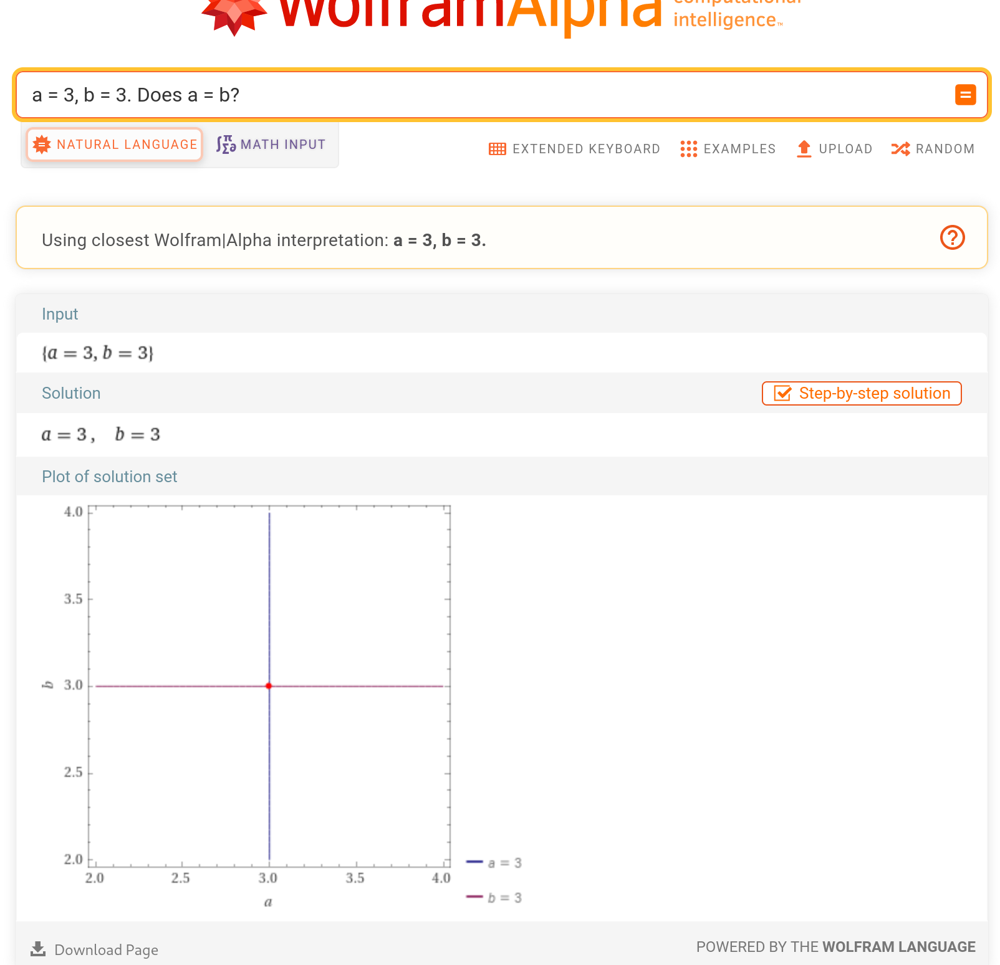 WolframAlpha computational
intelligence™
a = 3, b = 3. Does a = b?
NATURAL LANGUAGE MATH INPUT EXTENDED KEYBOARD EXAMPLES UPLOAD RANDOM
Using closest Wolfram|Alpha interpretation: a = 3, b = 3.
Input
{a = 3, b = 3}
Solution Step-by-step solution
a = 3, b = 3
Plot of solution set
4.0
3.5
b 3.0
2.5
2.0
2.0 2.5 3.0 3.5 4.0
a
a = 3
b = 3
Download Page POWERED BY THE WOLFRAM LANGUAGE